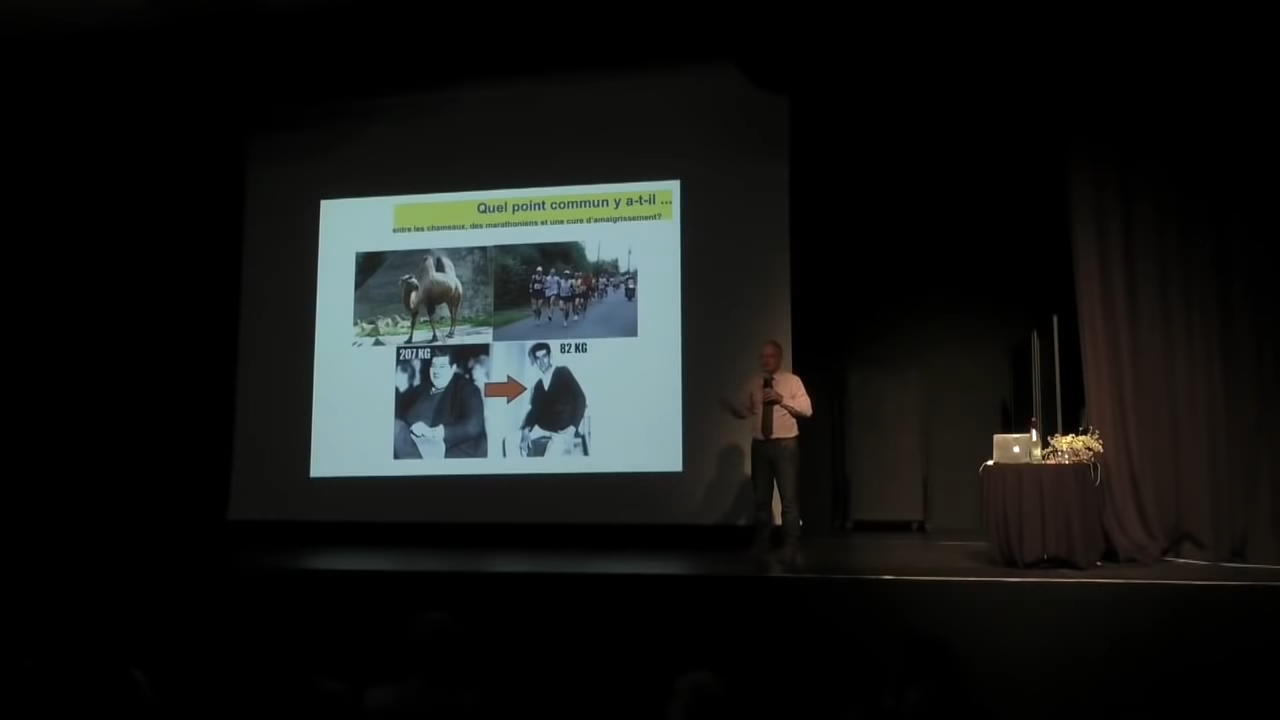 Quel point commun y a-t-il ...
entre les chameaux, des marathoniens et une cure d'amaigrissement?
207 KG
82 KG